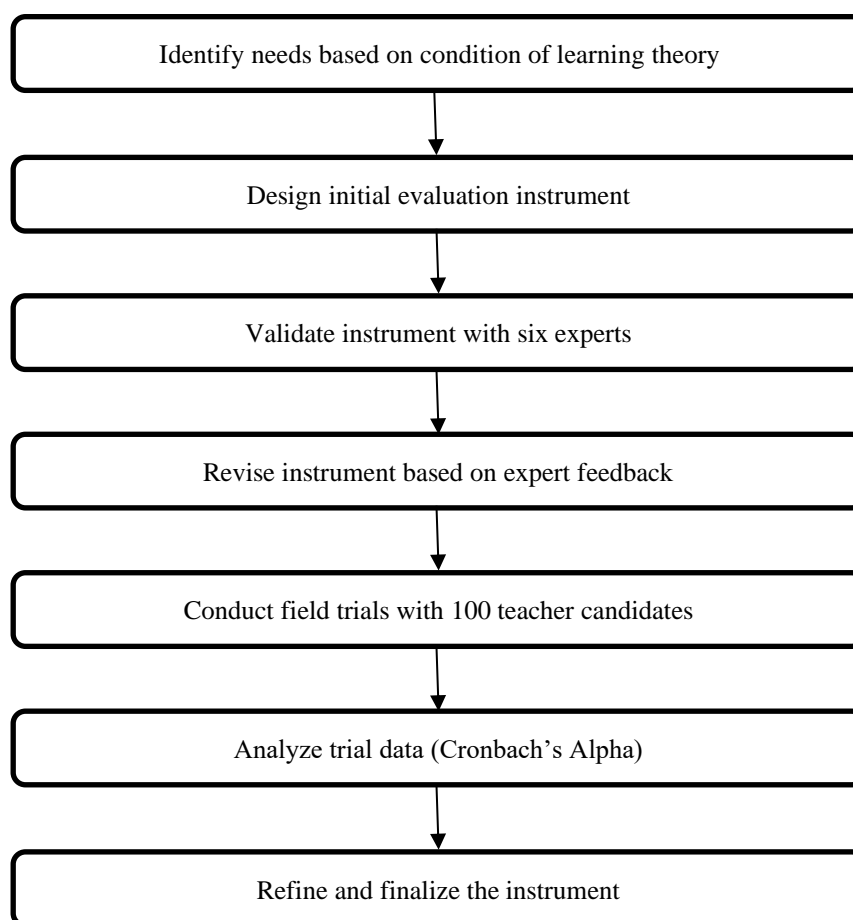 Identify needs based on condition of learning theory
Design initial evaluation instrument
Validate instrument with six experts
Revise instrument based on expert feedback
Conduct field trials with 100 teacher candidates
Analyze trial data (Cronbach’s Alpha)
Refine and finalize the instrument